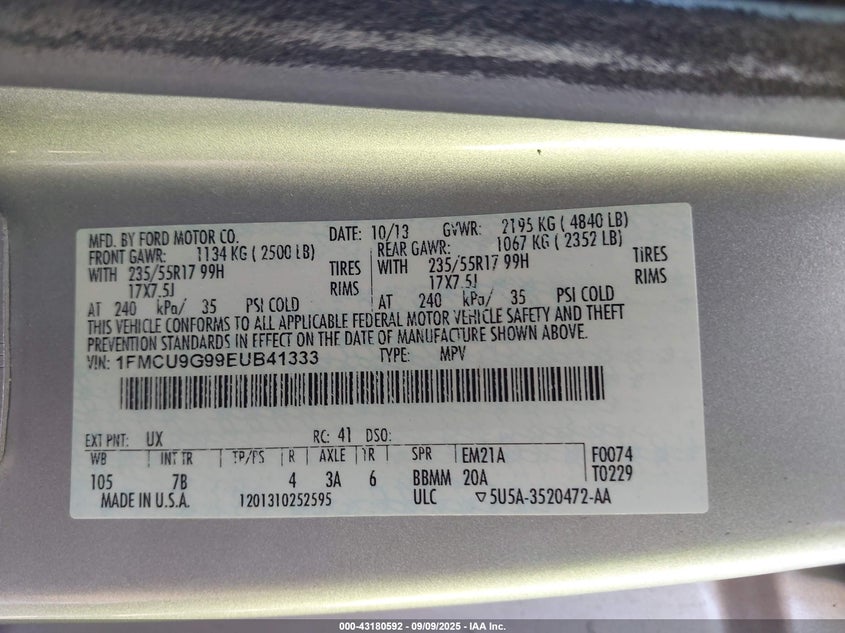 MFD. BY FORD MOTOR CO. DATE: 10/13 GVWR: 2195 KG ( 4840 LB)
FRONT GAWR: 1134 KG ( 2500 LB) REAR GAWR: 1067 KG ( 2352 LB)
WITH 235/55R17 99H TIRES WITH 235/55R17 99H TIRES
17X7.5J RIMS 17X7.5J RIMS
AT 240 kPa/ 35 PSI COLD AT 240 kPa/ 35 PSI COLD
THIS VEHICLE CONFORMS TO ALL APPLICABLE FEDERAL MOTOR VEHICLE SAFETY AND THEFT
PREVENTION STANDARDS IN EFFECT ON THE DATE OF MANUFACTURE SHOWN ABOVE.
VIN: 1FMCU9G99EUB41333 TYPE: MPV
EXT PNT: UX RC: 41 DSO:
WB INT TR TP/PS R AXLE TR SPR EM21A F0074
105 7B 4 3A 6 BBMM 20A T0229
MADE IN U.S.A. 1201310252595 ULC ▽5U5A-3520472-AA
000-43180592 - 09/09/2025 - IAA Inc.